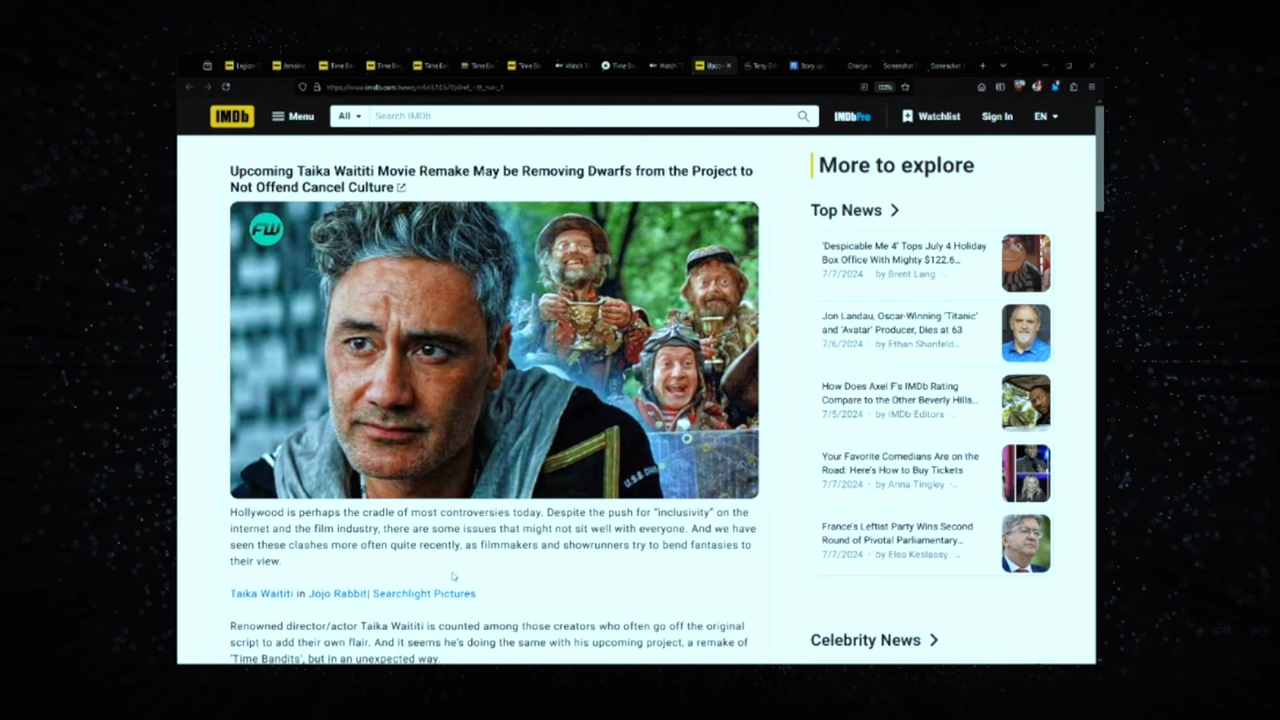 IMDb
Menu
All
Search IMDb
IMDbPro
Watchlist
Sign In
EN
Upcoming Taika Waititi Movie Remake May be Removing Dwarfs from the Project to
Not Offend Cancel Culture
FW
Hollywood is perhaps the cradle of most controversies today. Despite the push for "inclusivity" on the
internet and the film industry, there are some issues that might not sit well with everyone. And we have
seen these clashes more often quite recently, as filmmakers and showrunners try to bend fantasies to
their view.
Taika Waititi in Jojo Rabbit| Searchlight Pictures
Renowned director/actor Taika Waititi is counted among those creators who often go off the original
script to add their own flair. And it seems he's doing the same with his upcoming project, a remake of
'Time Bandits', but in an unexpected way.
More to explore
Top News
'Despicable Me 4' Tops July 4 Holiday
Box Office With Mighty $122.6...
7/7/2024 · by Brent Lang
Jon Landau, Oscar-Winning 'Titanic'
and 'Avatar' Producer, Dies at 63
7/6/2024 · by Ethan Shanfeld...
How Does Axel F's IMDb Rating
Compare to the Other Beverly Hills...
7/5/2024 · by IMDb Editors
Your Favorite Comedians Are on the
Road: Here's How to Buy Tickets
7/7/2024 · by Anna Tingley
France's Leftist Party Wins Second
Round of Pivotal Parliamentary...
7/7/2024 · by Elsa Keslassy
Celebrity News